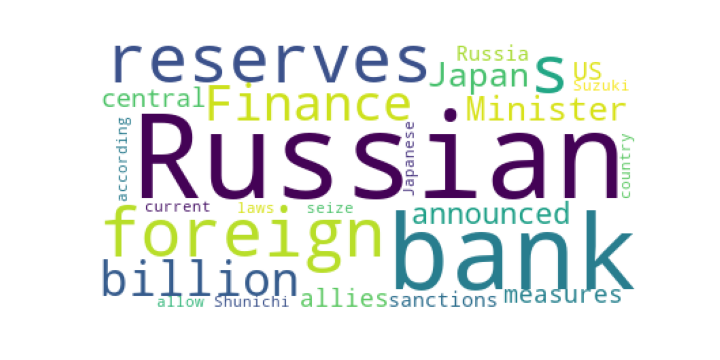 reserves Japan s Russia US
Suzuki
central Finance Minister
according Russian Japanese country
current laws seize announced
foreign bank
billion allies sanctions measures
allow Shunichi